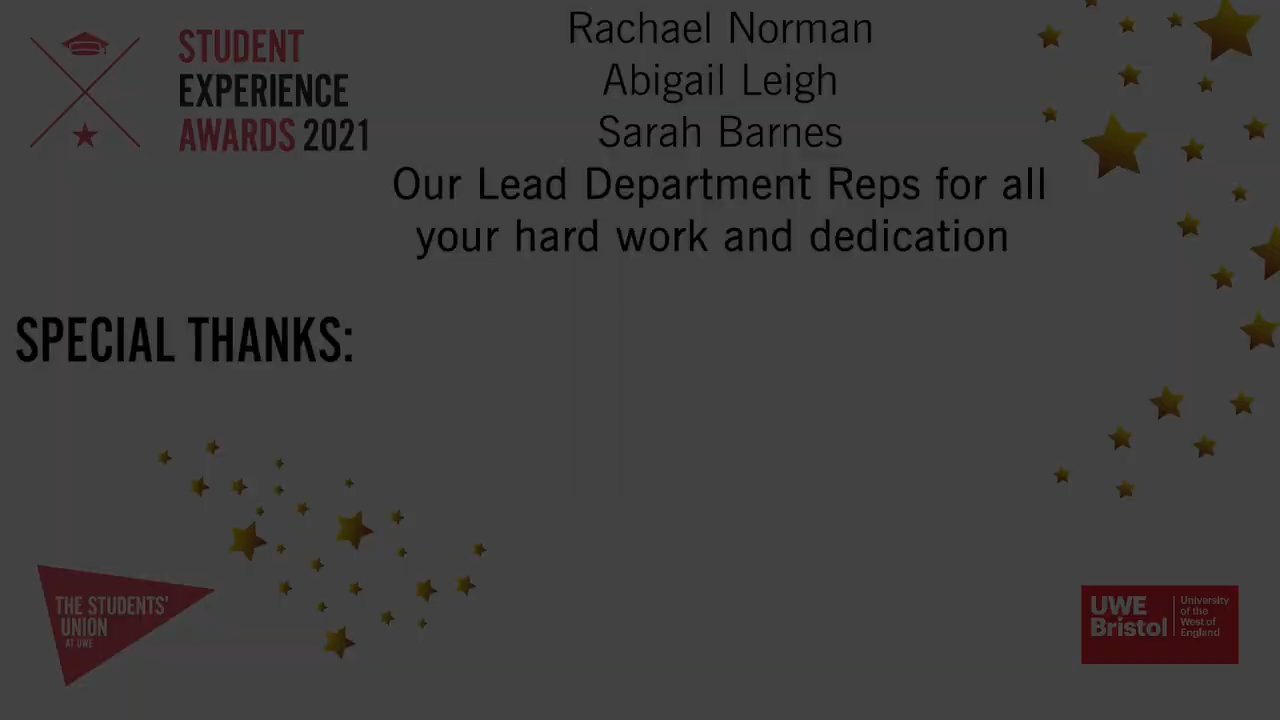 STUDENT
EXPERIENCE
AWARDS 2021
Rachael Norman
Abigail Leigh
Sarah Barnes
Our Lead Department Reps for all
your hard work and dedication
SPECIAL THANKS:
THE STUDENTS'
UNION
AT UWE
UWE
Bristol
University
of the
West of
England